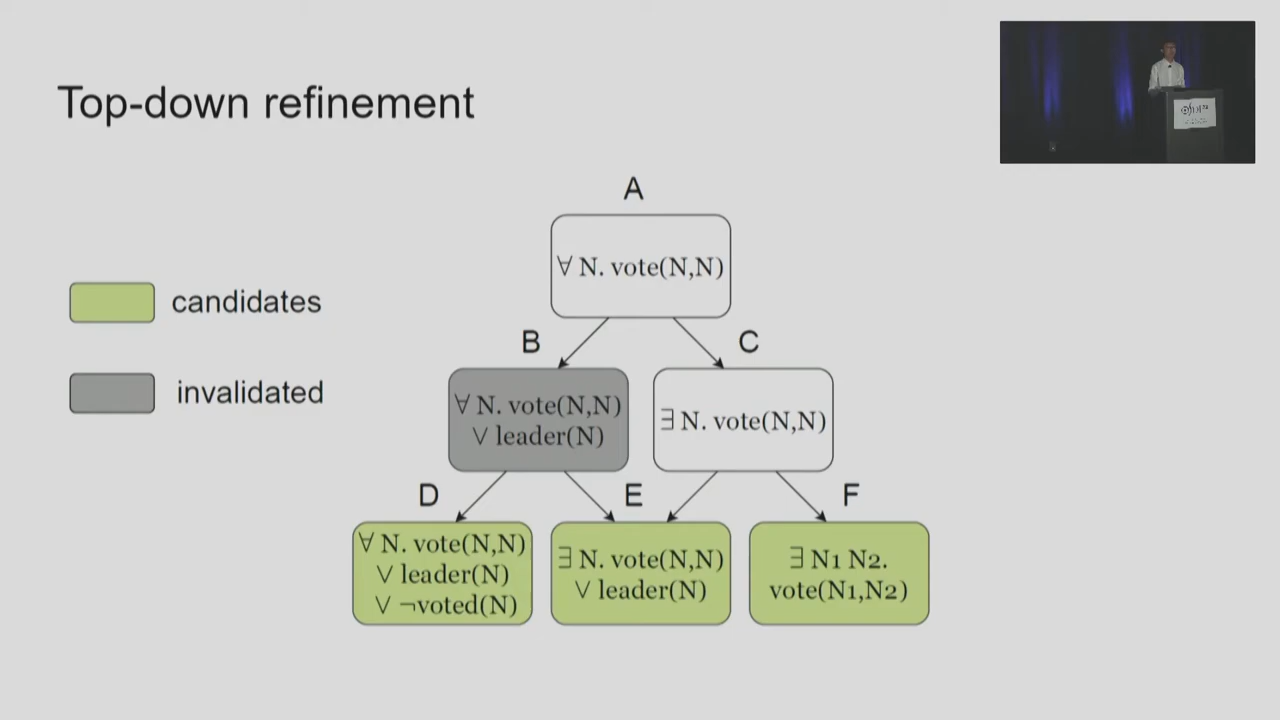 Top-down refinement
A
∀ N. vote(N,N)
candidates
B
C
invalidated
∀ N. vote(N,N)
∨ leader(N)
∃ N. vote(N,N)
D
E
F
∀ N. vote(N,N)
∨ leader(N)
∨ ¬voted(N)
∃ N. vote(N,N)
∨ leader(N)
∃ N1 N2.
vote(N1,N2)